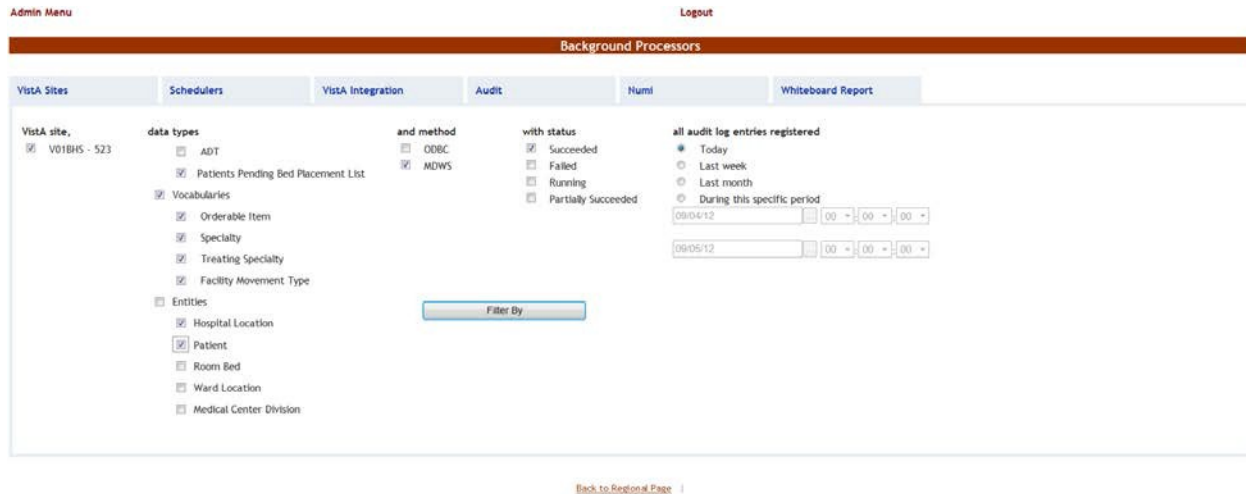 Admin Menu Logout
Background Processors
VistA Sites Schedulers VistA Integration Audit Numi Whiteboard Report
VistA site, data types and method with status all audit log entries registered
V01BHS - 523 ADT ODBC Succeeded Today
Patients Pending Bed Placement List MDWS Failed Last week
Running Last month
Vocabularies Partially Succeeded During this specific period
Orderable Item 09/04/12 ... 00 : 00 : 00
Specialty
Treating Specialty 09/05/12 ... 00 : 00 : 00
Facility Movement Type
Entities Filter By
Hospital Location
Patient
Room Bed
Ward Location
Medical Center Division
Back to Regional Page |